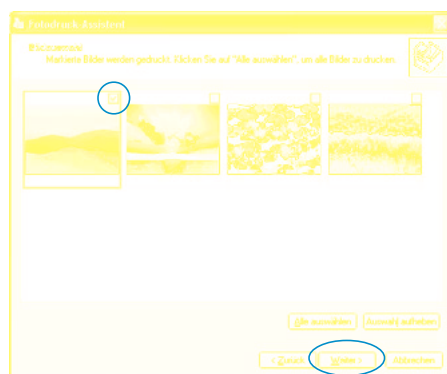 Fotodruck-Assistent
Bildauswahl
Markierte Bilder werden gedruckt. Klicken Sie auf "Alle auswählen", um alle Bilder zu drucken.
Alle auswählen Auswahl aufheben
< Zurück Weiter > Abbrechen